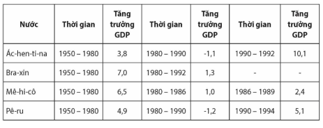 Nước | Thời gian | Tăng trưởng GDP | Thời gian | Tăng trưởng GDP | Thời gian | Tăng trưởng GDP
Ác-hen-ti-na | 1950 – 1980 | 3,8 | 1980 – 1990 | -1,1 | 1990 – 1992 | 10,1
Bra-xin | 1950 – 1980 | 7,0 | 1980 – 1992 | 1,3 | - | -
Mê-hi-cô | 1950 – 1980 | 6,5 | 1980 – 1986 | 1,0 | 1986 – 1989 | 2,4
Pê-ru | 1950 – 1980 | 4,9 | 1980 – 1990 | -1,2 | 1990 – 1994 | 5,1